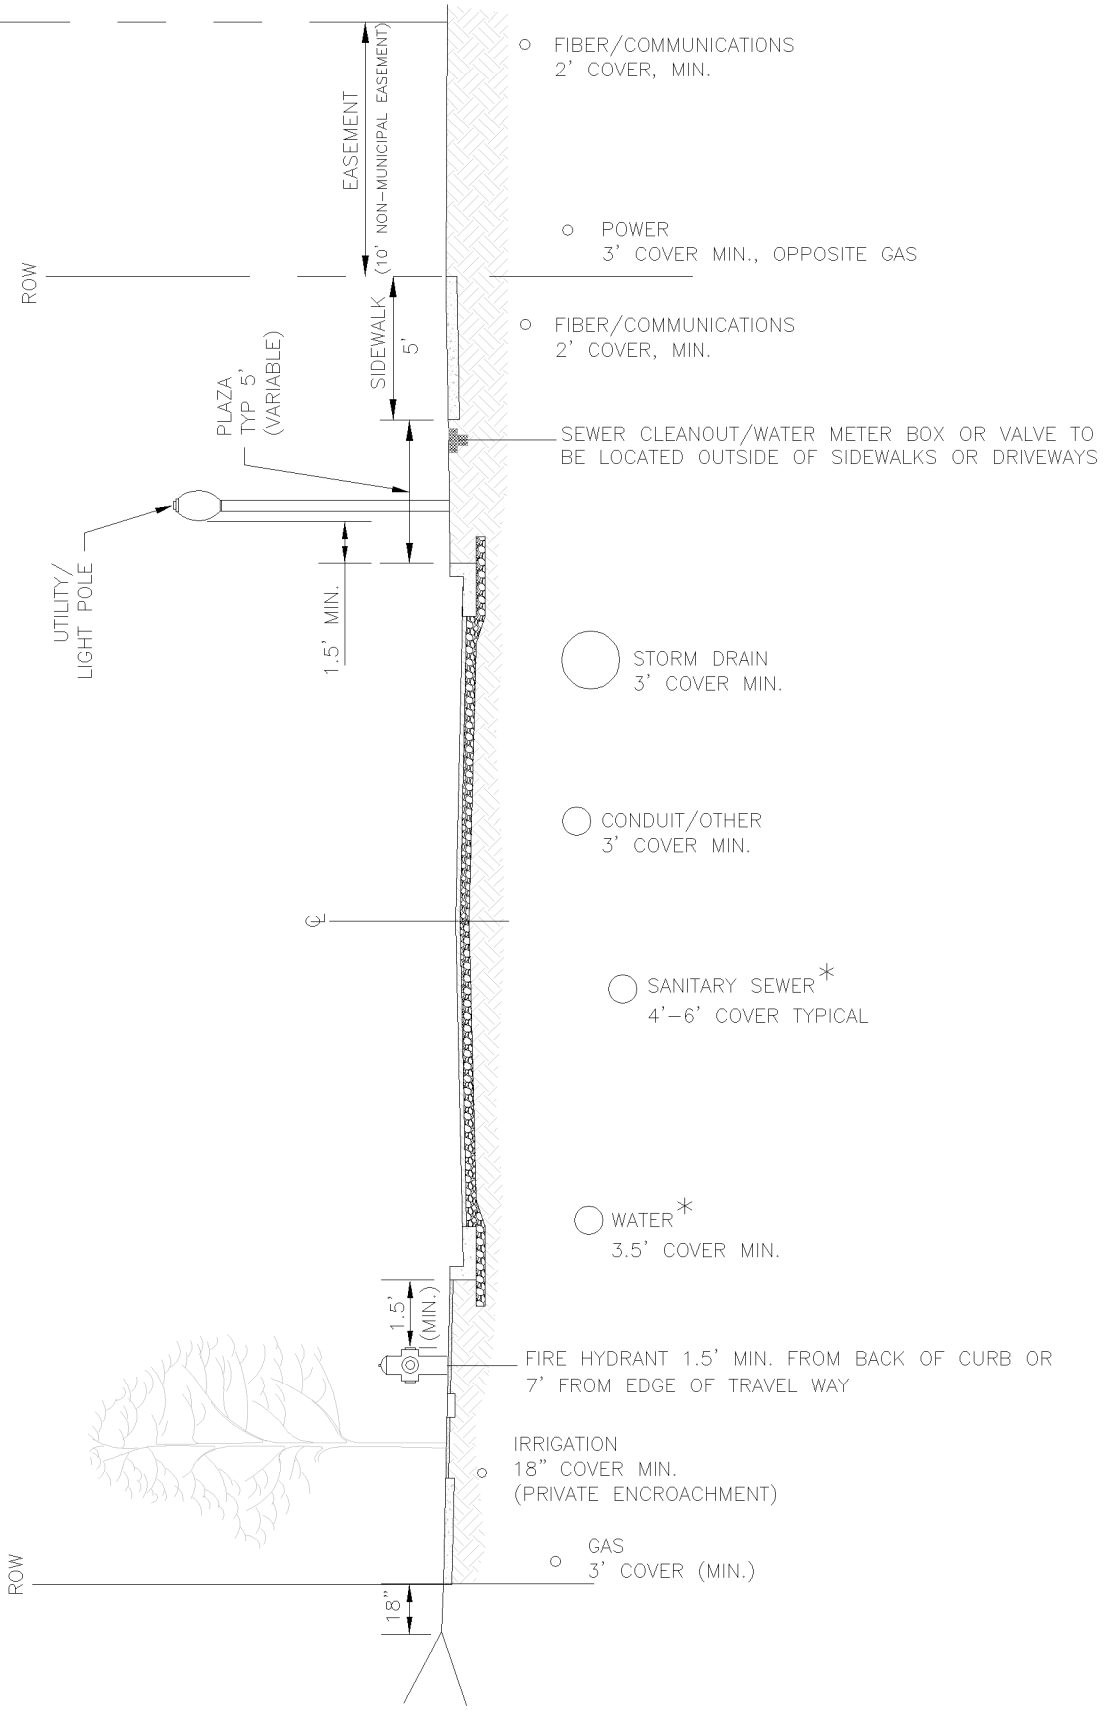 FIBER/COMMUNICATIONS
2' COVER, MIN.
EASEMENT
(10' NON-MUNICIPAL EASEMENT)
POWER
3' COVER MIN., OPPOSITE GAS
ROW
FIBER/COMMUNICATIONS
2' COVER, MIN.
SIDEWALK
5'
PLAZA
TYP 5'
(VARIABLE)
SEWER CLEANOUT/WATER METER BOX OR VALVE TO
BE LOCATED OUTSIDE OF SIDEWALKS OR DRIVEWAYS
UTILITY/
LIGHT POLE
1.5' MIN.
STORM DRAIN
3' COVER MIN.
CONDUIT/OTHER
3' COVER MIN.
CL
SANITARY SEWER*
4'-6' COVER TYPICAL
WATER*
3.5' COVER MIN.
1.5'
(MIN.)
FIRE HYDRANT 1.5' MIN. FROM BACK OF CURB OR
7' FROM EDGE OF TRAVEL WAY
IRRIGATION
18" COVER MIN.
(PRIVATE ENCROACHMENT)
GAS
3' COVER (MIN.)
ROW
18"